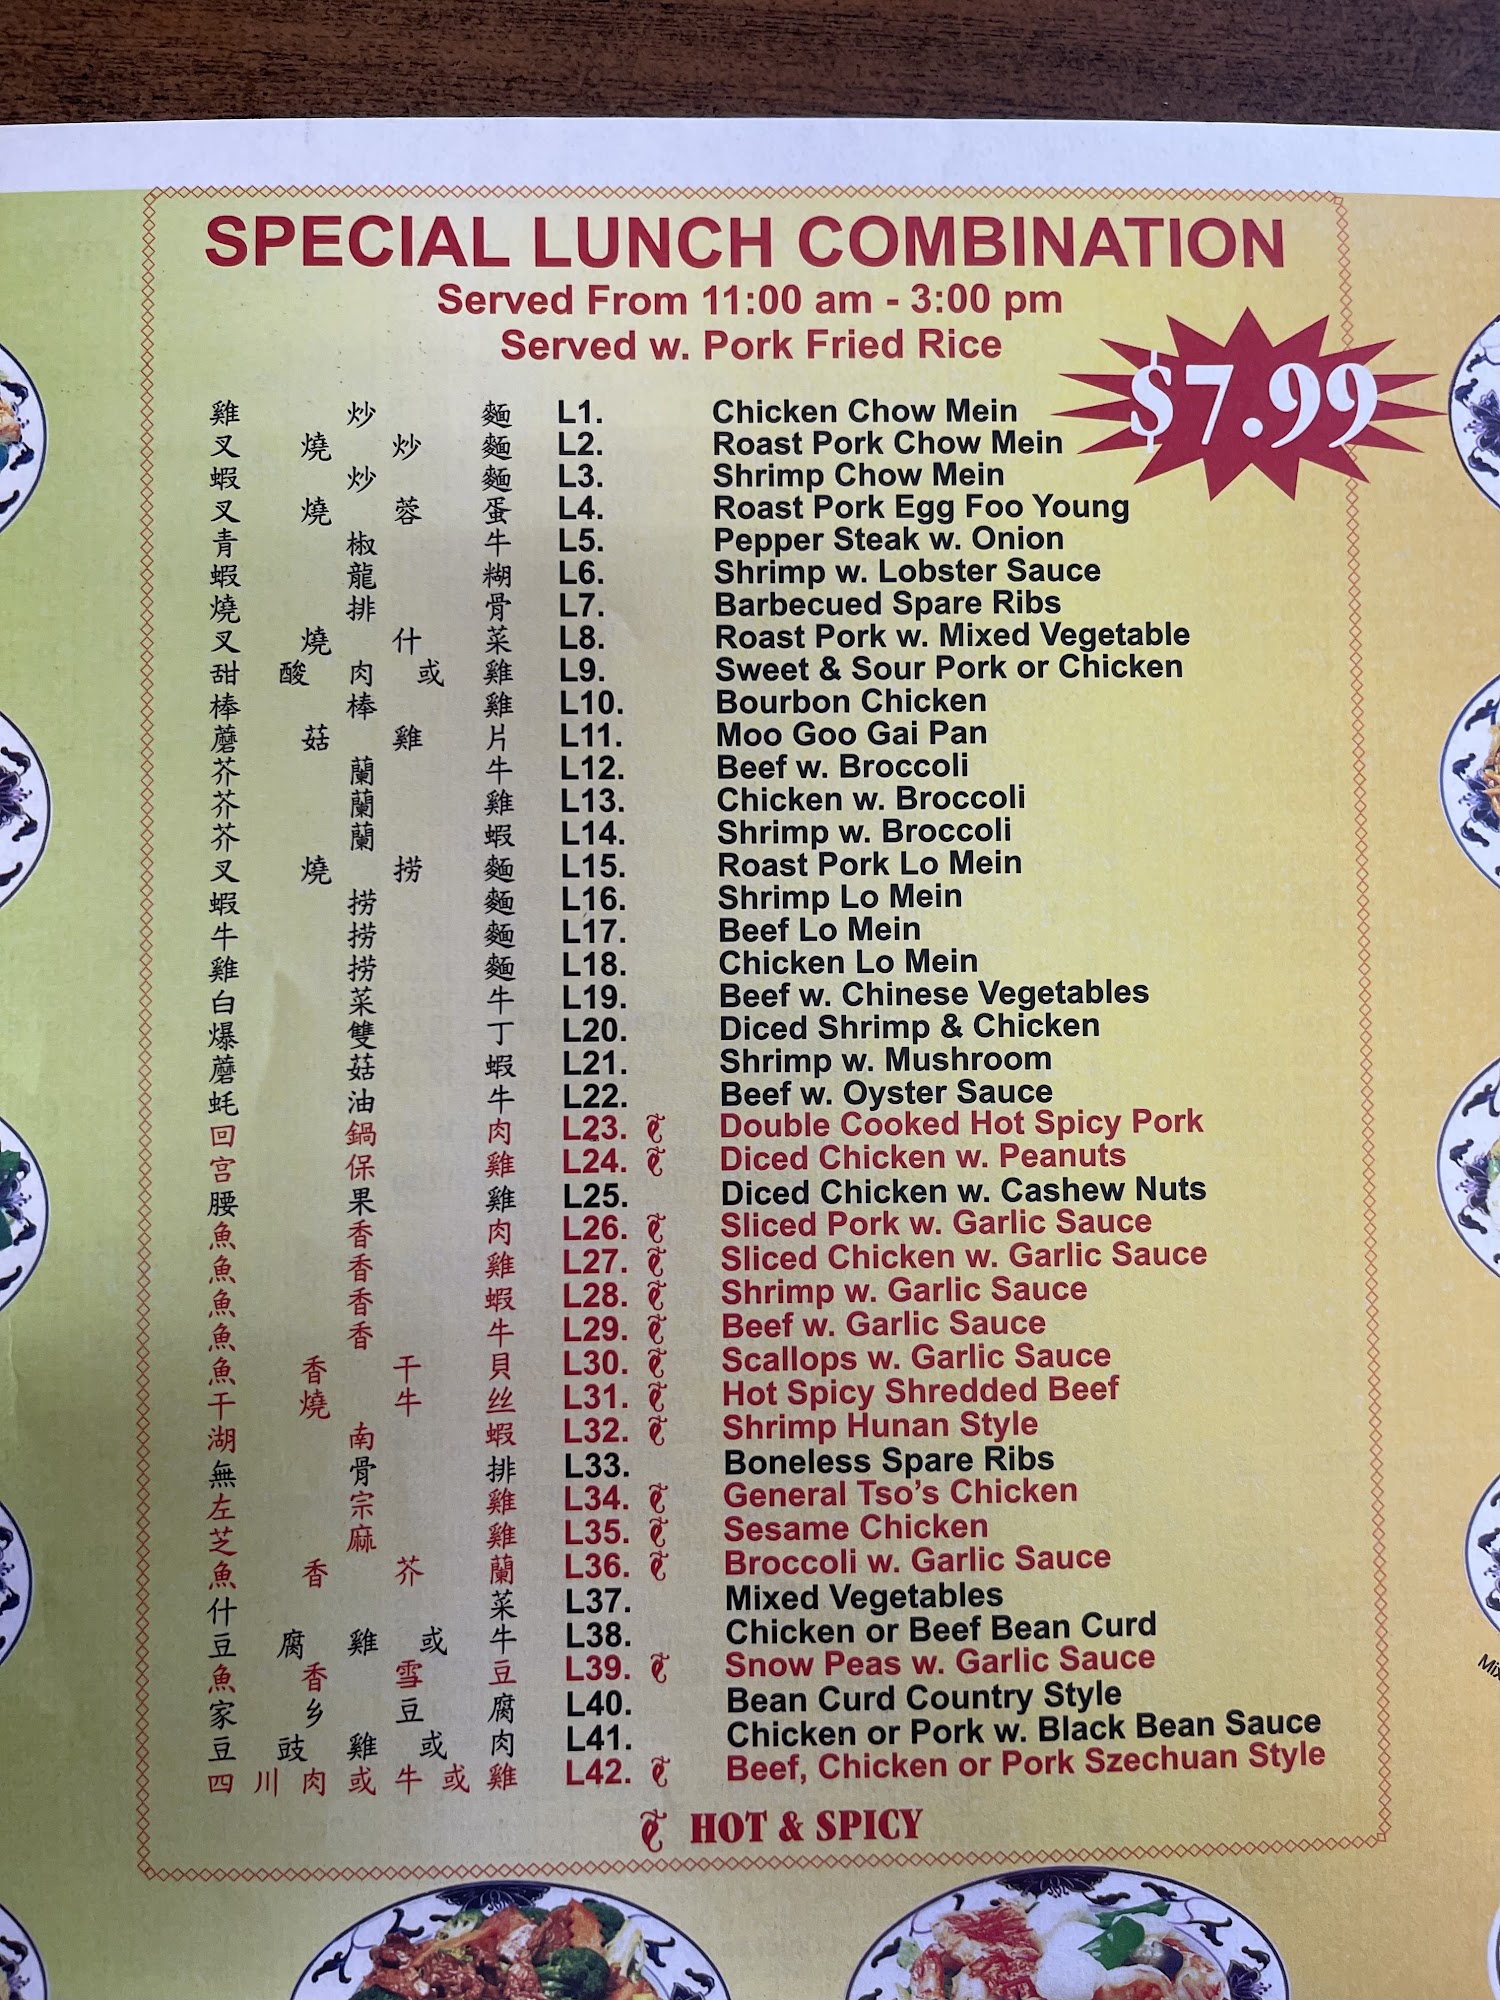 SPECIAL LUNCH COMBINATION
Served From 11:00 am - 3:00 pm
Served w. Pork Fried Rice
$7.99
雞炒麵 L1. Chicken Chow Mein
叉燒炒麵 L2. Roast Pork Chow Mein
蝦炒麵 L3. Shrimp Chow Mein
叉燒蓉蛋 L4. Roast Pork Egg Foo Young
青椒牛 L5. Pepper Steak w. Onion
蝦龍糊 L6. Shrimp w. Lobster Sauce
燒排骨 L7. Barbecued Spare Ribs
叉燒什菜 L8. Roast Pork w. Mixed Vegetable
甜酸肉或雞 L9. Sweet & Sour Pork or Chicken
棒棒雞 L10. Bourbon Chicken
蘑菇雞片 L11. Moo Goo Gai Pan
芥蘭牛 L12. Beef w. Broccoli
芥蘭雞 L13. Chicken w. Broccoli
芥蘭蝦 L14. Shrimp w. Broccoli
叉燒捞麵 L15. Roast Pork Lo Mein
蝦捞麵 L16. Shrimp Lo Mein
牛捞麵 L17. Beef Lo Mein
雞捞麵 L18. Chicken Lo Mein
白菜牛 L19. Beef w. Chinese Vegetables
爆雙丁 L20. Diced Shrimp & Chicken
蘑菇蝦 L21. Shrimp w. Mushroom
蚝油牛 L22. Beef w. Oyster Sauce
回鍋肉 L23. Double Cooked Hot Spicy Pork
宫保雞 L24. Diced Chicken w. Peanuts
腰果雞 L25. Diced Chicken w. Cashew Nuts
魚香肉 L26. Sliced Pork w. Garlic Sauce
魚香雞 L27. Sliced Chicken w. Garlic Sauce
魚香蝦 L28. Shrimp w. Garlic Sauce
魚香牛 L29. Beef w. Garlic Sauce
魚香干貝 L30. Scallops w. Garlic Sauce
干燒牛丝 L31. Hot Spicy Shredded Beef
湖南蝦 L32. Shrimp Hunan Style
無骨排 L33. Boneless Spare Ribs
左宗雞 L34. General Tso's Chicken
芝麻雞 L35. Sesame Chicken
魚香芥蘭 L36. Broccoli w. Garlic Sauce
什菜 L37. Mixed Vegetables
豆腐雞或牛 L38. Chicken or Beef Bean Curd
魚香雪豆 L39. Snow Peas w. Garlic Sauce
家乡豆腐 L40. Bean Curd Country Style
豆豉雞或肉 L41. Chicken or Pork w. Black Bean Sauce
四川肉或牛或雞 L42. Beef, Chicken or Pork Szechuan Style
HOT & SPICY